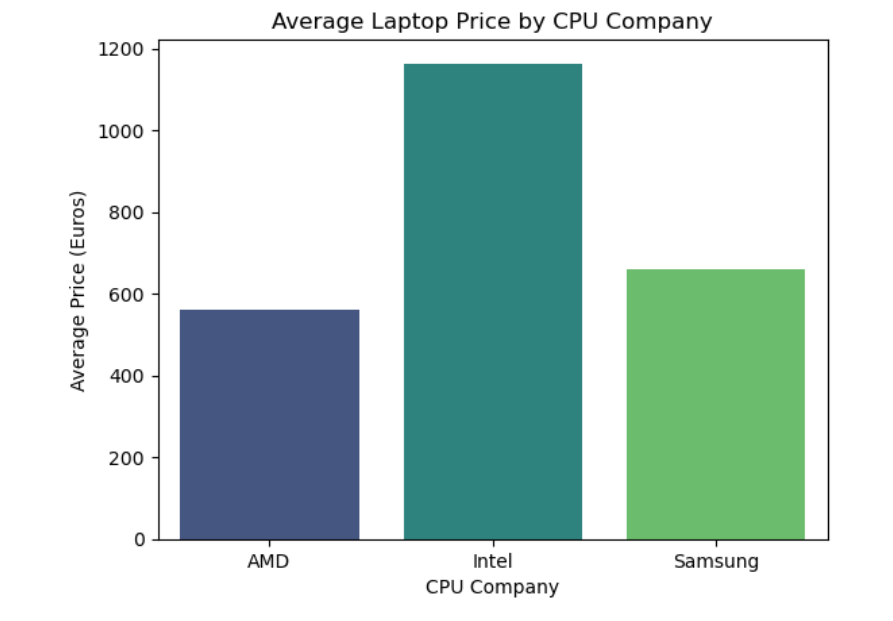 Average Laptop Price by CPU Company
1200
1000
800
600
400
200
0
Average Price (Euros)
AMD Intel Samsung
CPU Company